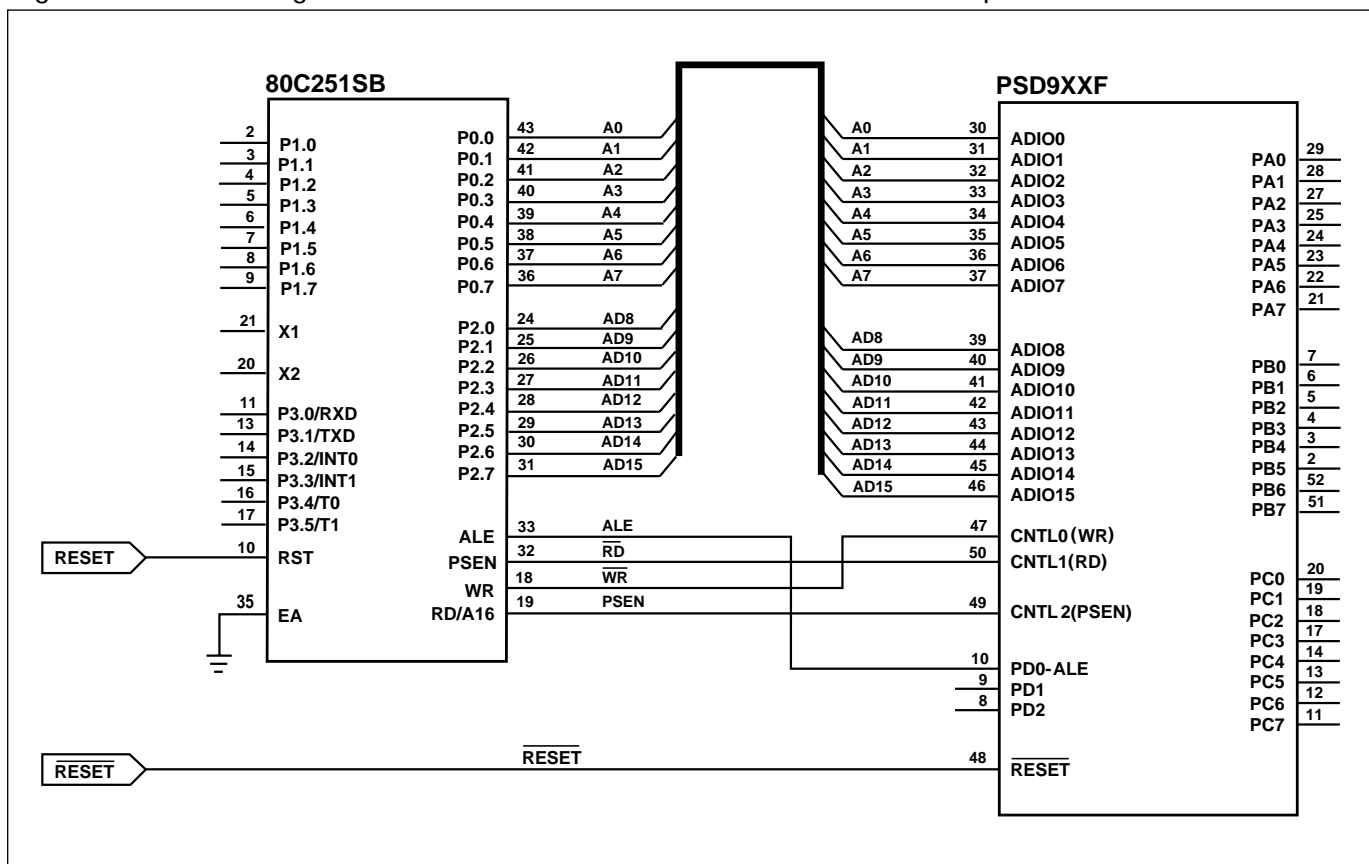 80C251SB
2 P1.0
3 P1.1
4 P1.2
5 P1.3
6 P1.4
7 P1.5
8 P1.6
9 P1.7
21 X1
20 X2
11 P3.0/RXD
13 P3.1/TXD
14 P3.2/INT0
15 P3.3/INT1
16 P3.4/T0
17 P3.5/T1
RESET 10 RST
35 EA
P0.0 43 A0
P0.1 42 A1
P0.2 41 A2
P0.3 40 A3
P0.4 39 A4
P0.5 38 A5
P0.6 37 A6
P0.7 36 A7
P2.0 24 AD8
P2.1 25 AD9
P2.2 26 AD10
P2.3 27 AD11
P2.4 28 AD12
P2.5 29 AD13
P2.6 30 AD14
P2.7 31 AD15
ALE 33 ALE
PSEN 32 RD
WR 18 WR
RD/A16 19 PSEN
PSD9XXF
A0 30 ADIO0
A1 31 ADIO1
A2 32 ADIO2
A3 33 ADIO3
A4 34 ADIO4
A5 35 ADIO5
A6 36 ADIO6
A7 37 ADIO7
AD8 39 ADIO8
AD9 40 ADIO9
AD10 41 ADIO10
AD11 42 ADIO11
AD12 43 ADIO12
AD13 44 ADIO13
AD14 45 ADIO14
AD15 46 ADIO15
47 CNTL0 (WR)
50 CNTL1(RD)
49 CNTL 2(PSEN)
10 PD0-ALE
9 PD1
8 PD2
RESET RESET 48 RESET
PA0 29
PA1 28
PA2 27
PA3 25
PA4 24
PA5 23
PA6 22
PA7 21
PB0 7
PB1 6
PB2 5
PB3 4
PB4 3
PB5 2
PB6 52
PB7 51
PC0 20
PC1 19
PC2 18
PC3 17
PC4 14
PC5 13
PC6 12
PC7 11